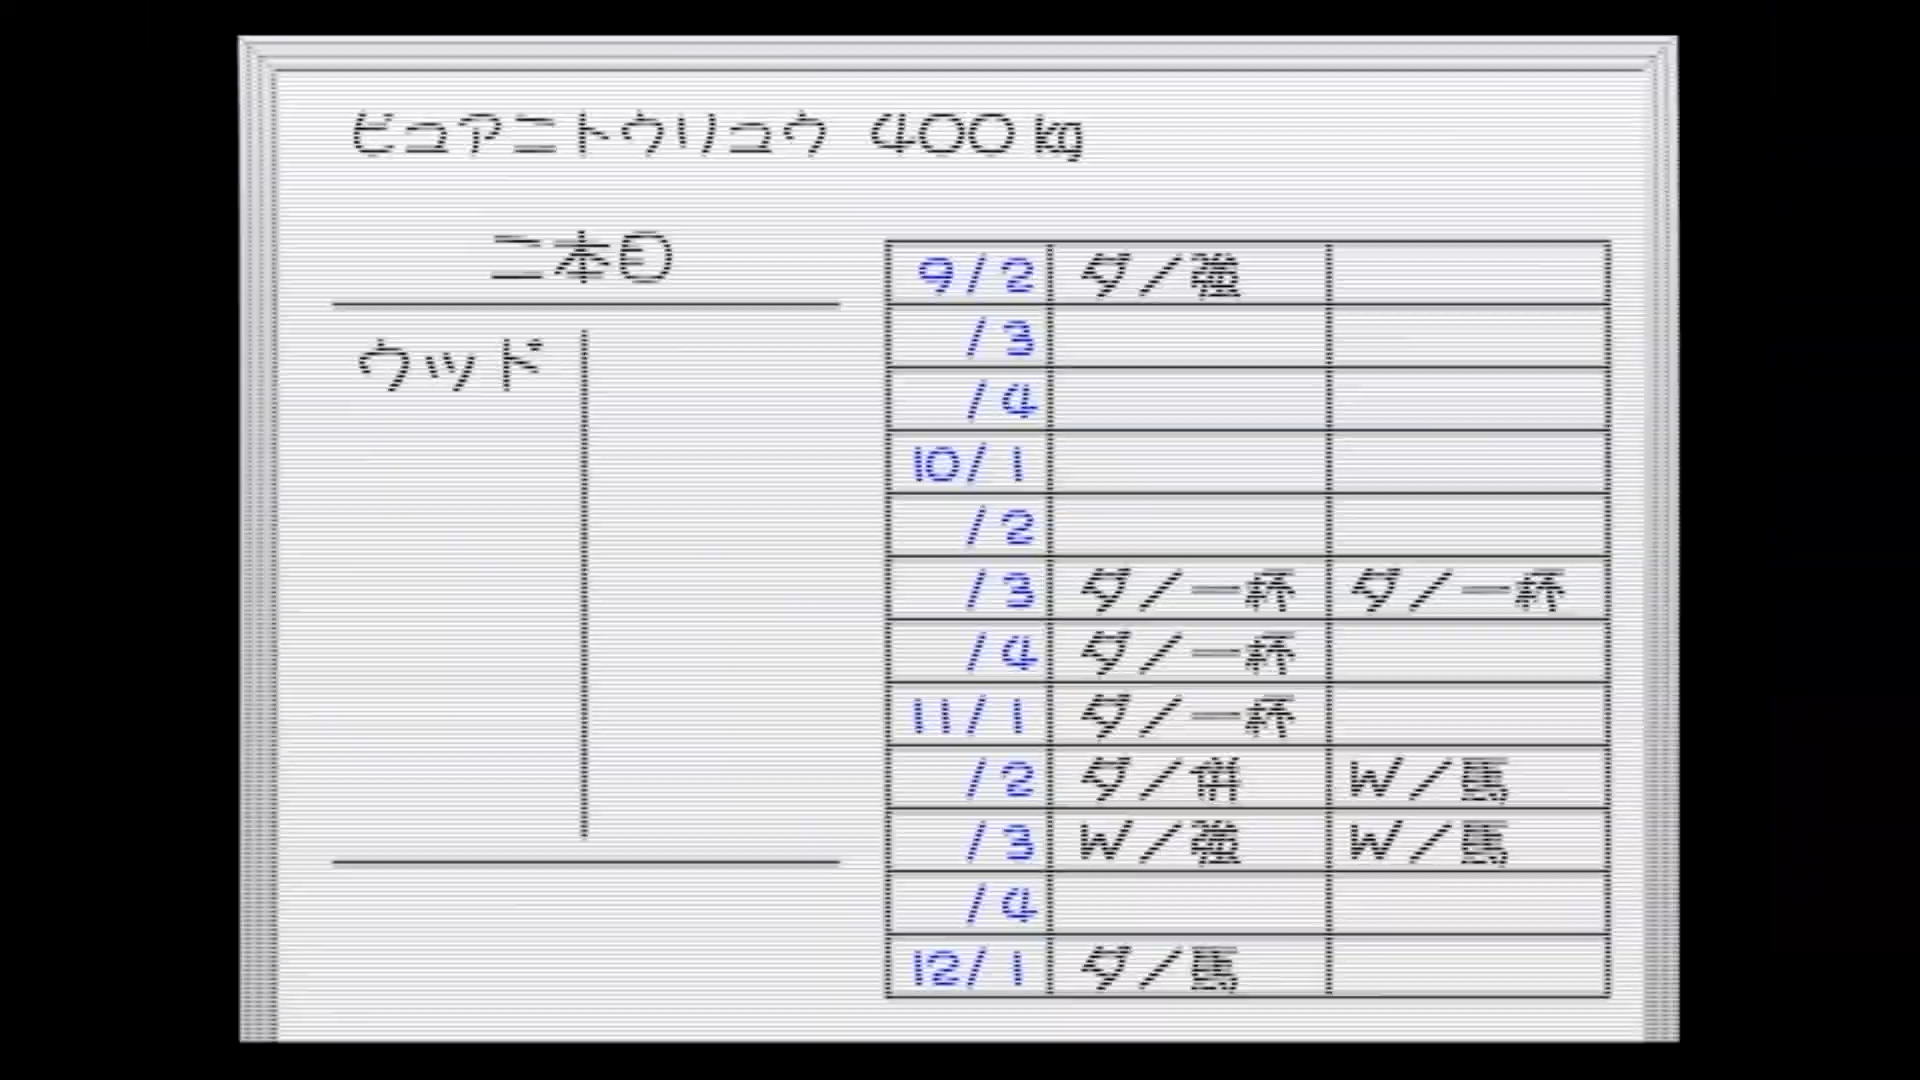 ピュアニトウリュウ 400kg
二本目
ウッド
9/2 ダ/強
/3
/4
10/1
/2
/3 ダ/一杯 ダ/一杯
/4 ダ/一杯
11/1 ダ/一杯
/2 ダ/併 W/馬
/3 W/強 W/馬
/4
12/1 ダ/馬